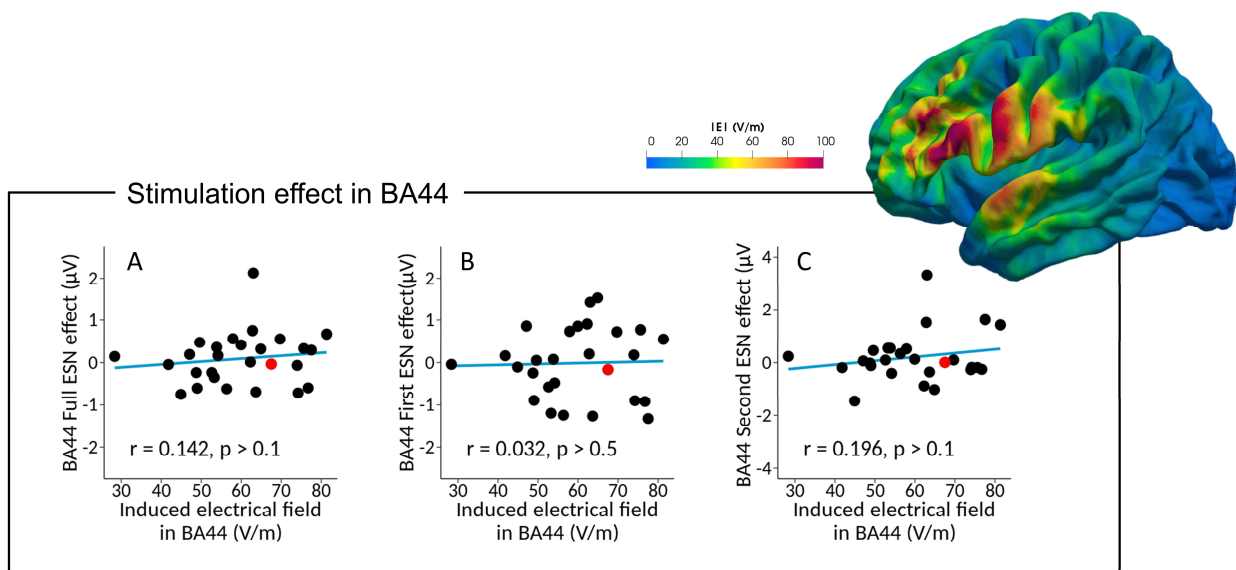 |E| (V/m)
0 20 40 60 80 100
Stimulation effect in BA44
A
BA44 Full ESN effect (µV)
2
1
0
-1
-2
r = 0.142, p > 0.1
30 40 50 60 70 80
Induced electrical field
in BA44 (V/m)
B
BA44 First ESN effect(µV)
2
1
0
-1
-2
r = 0.032, p > 0.5
30 40 50 60 70 80
Induced electrical field
in BA44 (V/m)
C
BA44 Second ESN effect (µV
4
2
0
-2
-4
r = 0.196, p > 0.1
30 40 50 60 70 80
Induced electrical field
in BA44 (V/m)